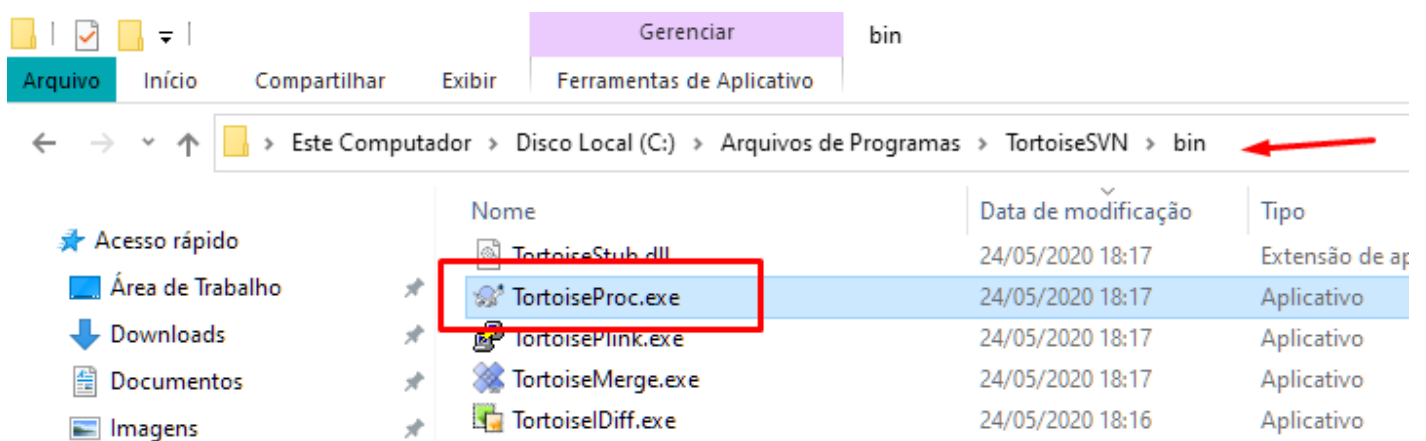 Gerenciar bin
Arquivo Início Compartilhar Exibir Ferramentas de Aplicativo
Este Computador > Disco Local (C:) > Arquivos de Programas > TortoiseSVN > bin
Nome Data de modificação Tipo
Acesso rápido
TortoiseStub.dll 24/05/2020 18:17 Extensão de ap
Área de Trabalho
TortoiseProc.exe 24/05/2020 18:17 Aplicativo
Downloads
TortoisePlink.exe 24/05/2020 18:17 Aplicativo
Documentos
TortoiseMerge.exe 24/05/2020 18:17 Aplicativo
Imagens
TortoiseIDiff.exe 24/05/2020 18:16 Aplicativo